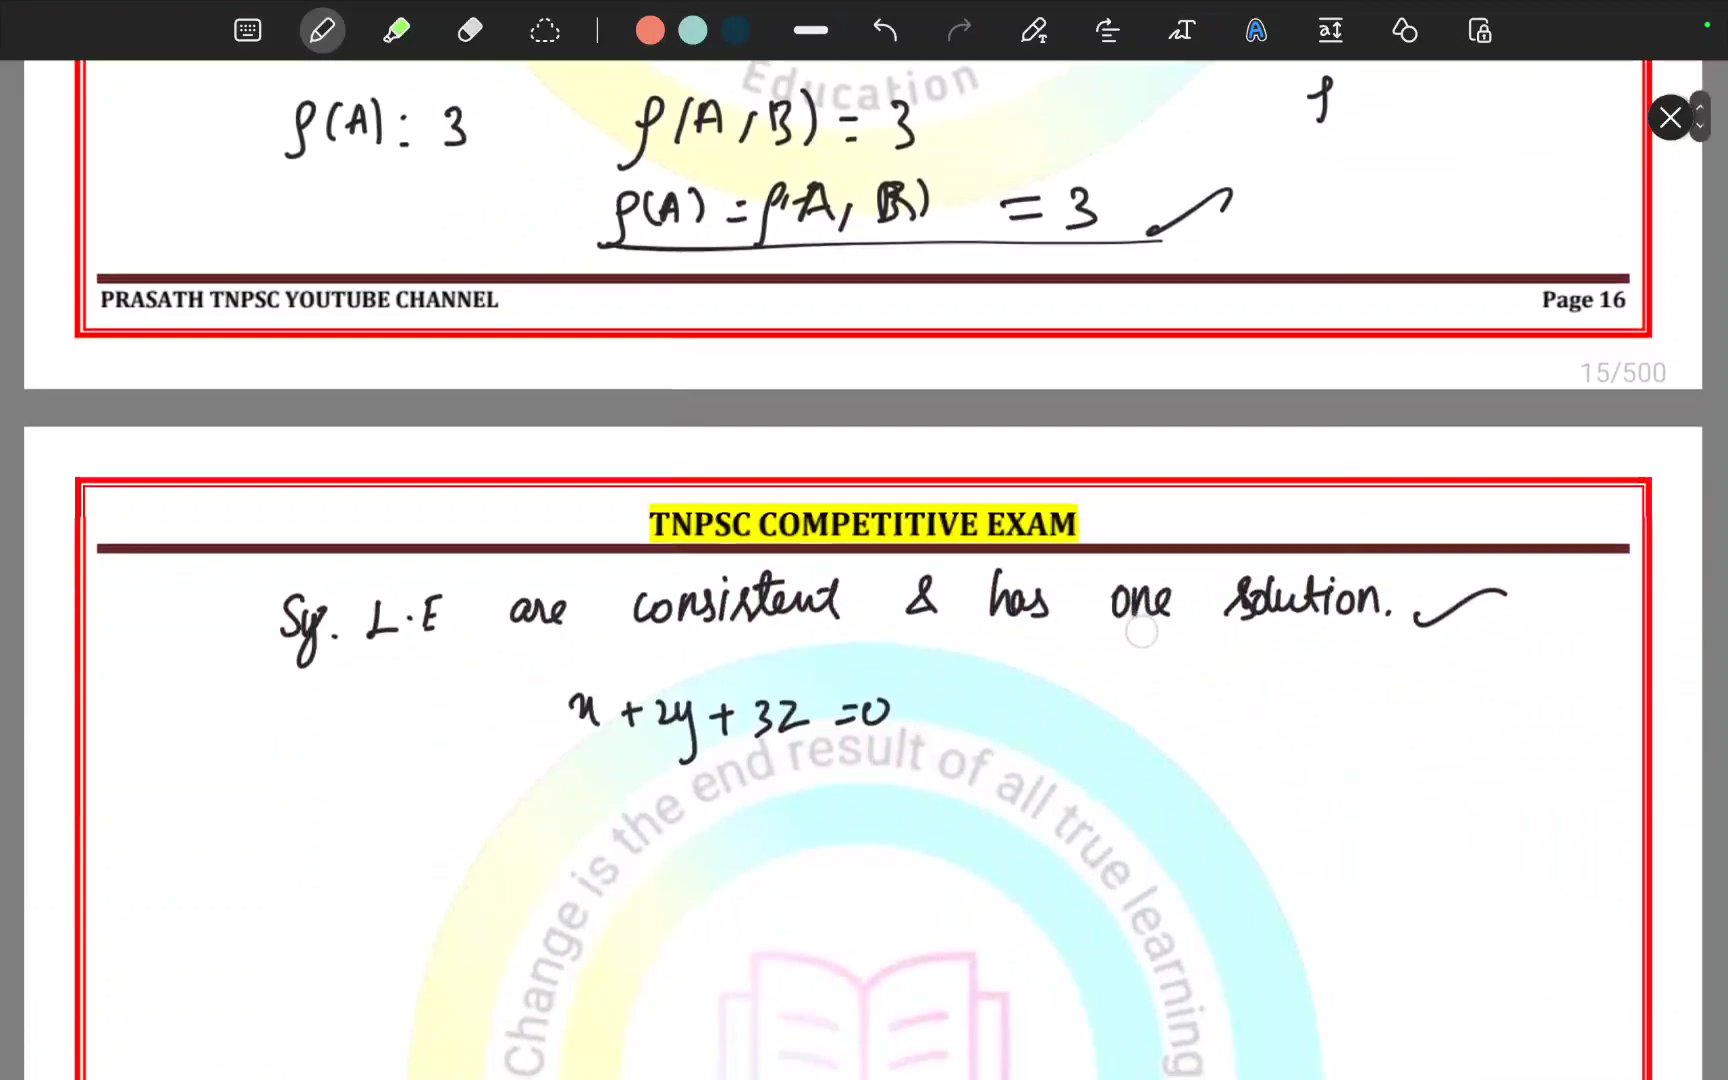 Education
ρ(A) : 3 ρ(A, B) = 3 ρ
ρ(A) = ρ(A, B) = 3
PRASATH TNPSC YOUTUBE CHANNEL Page 16
15/500
TNPSC COMPETITIVE EXAM
Sy. L.E are consistent & has one solution.
x + 2y + 3z = 0
Change is the end result of all true learning